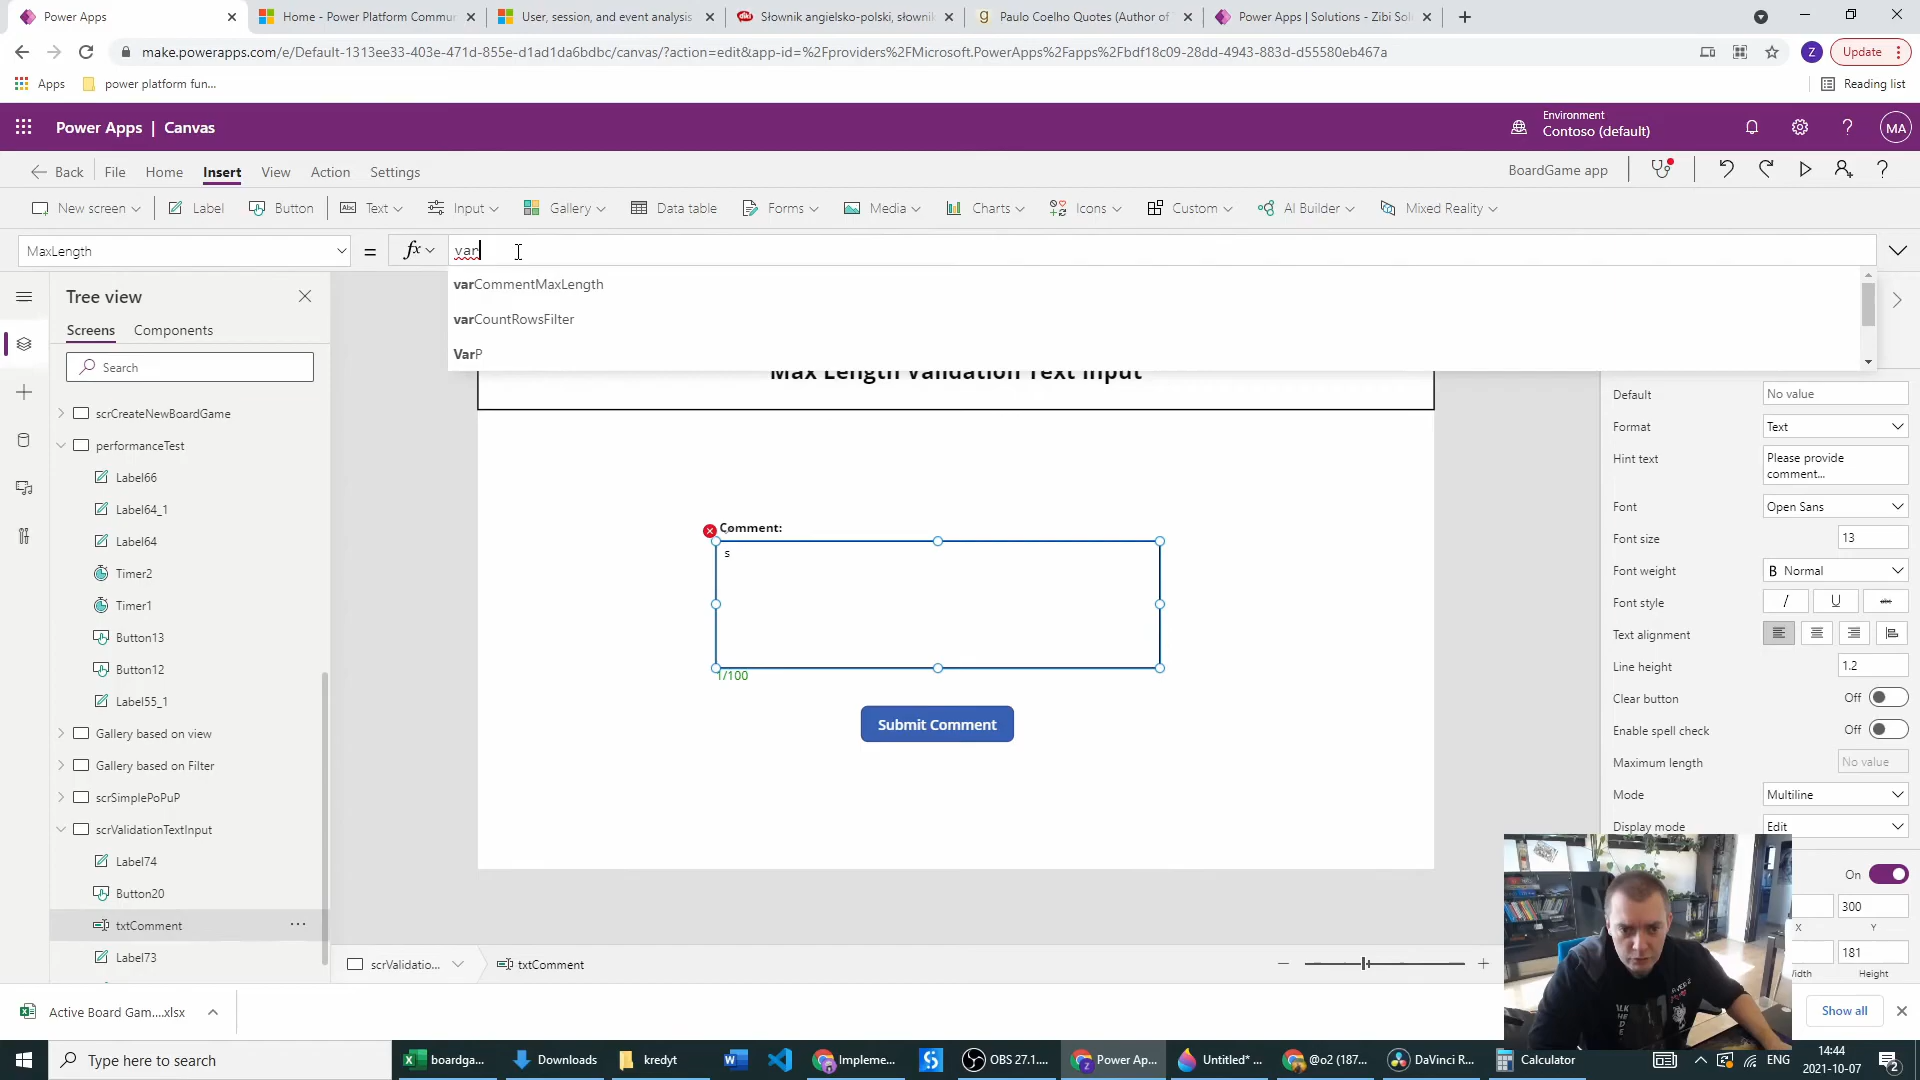 Power Apps
Home - Power Platform Commu
User, session, and event analysis
Słownik angielsko-polski, słownik
Paulo Coelho Quotes (Author of
Power Apps | Solutions - Zibi Sol
make.powerapps.com/e/Default-1313ee33-403e-471d-855e-d1ad1da6bdbc/canvas/?action=edit&app-id=%2Fproviders%2FMicrosoft.PowerApps%2Fapps%2Fbdf18c09-28dd-4943-883d-d55580eb467a
Z
Update
Apps
power platform fun...
Reading list
Power Apps | Canvas
Environment
Contoso (default)
MA
Back
File
Home
Insert
View
Action
Settings
BoardGame app
New screen
Label
Button
Text
Input
Gallery
Data table
Forms
Media
Charts
Icons
Custom
AI Builder
Mixed Reality
MaxLength
=
fx
var
varCommentMaxLength
varCountRowsFilter
VarP
Tree view
Screens
Components
Search
scrCreateNewBoardGame
performanceTest
Label66
Label64_1
Label64
Timer2
Timer1
Button13
Button12
Label55_1
Gallery based on view
Gallery based on Filter
scrSimplePoPuP
scrValidationTextInput
Label74
Button20
txtComment
Label73
Max Length Validation Text Input
Comment:
s
1/100
Submit Comment
Default
No value
Format
Text
Hint text
Please provide
comment...
Font
Open Sans
Font size
13
Font weight
B Normal
Font style
Text alignment
Line height
1.2
Clear button
Off
Enable spell check
Off
Maximum length
No value
Mode
Multiline
Display mode
Edit
On
300
X
Y
181
Height
scrValidatio...
txtComment
Active Board Gam....xlsx
Show all
Type here to search
boardga...
Downloads
kredyt
Impleme...
OBS 27.1....
Power Ap...
Untitled* ...
@o2 (187...
DaVinci R...
Calculator
ENG
14:44
2021-10-07
2